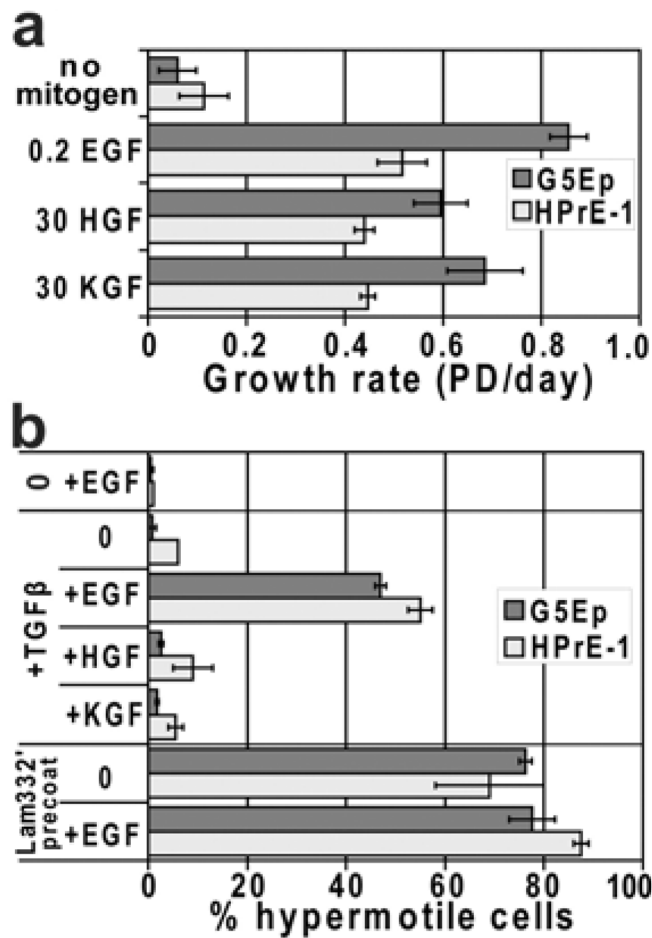 a
no
mitogen
0.2 EGF
30 HGF
30 KGF
G5Ep
HPrE-1
0 0.2 0.4 0.6 0.8 1.0
Growth rate (PD/day)
b
0 +EGF
+TGFβ
0
+EGF
+HGF
+KGF
Lam332'
precoat
0
+EGF
G5Ep
HPrE-1
0 20 40 60 80 100
% hypermotile cells